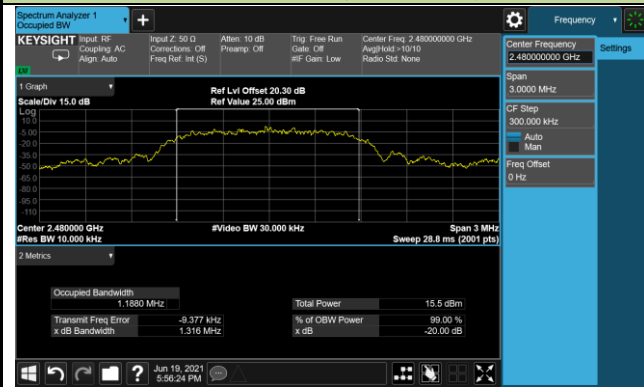 Spectrum Analyzer 1
Occupied BW
Frequency
KEYSIGHT
Input: RF
Coupling: AC
Align: Auto
Input Z: 50 Ω
Corrections: Off
Freq Ref: Int (S)
Atten: 10 dB
Preamp: Off
Trig: Free Run
Gate: Off
#IF Gain: Low
Center Freq: 2.480000000 GHz
Avg|Hold:>10/10
Radio Std: None
LXI
Center Frequency
2.480000000 GHz
Settings
Span
3.0000 MHz
CF Step
300.000 kHz
Auto
Man
Freq Offset
0 Hz
1 Graph
Scale/Div 15.0 dB
Ref Lvl Offset 20.30 dB
Ref Value 25.00 dBm
Log
10.0
-5.00
-20.0
-35.0
-50.0
-65.0
-80.0
-95.0
-110
Center 2.480000 GHz
#Res BW 10.000 kHz
#Video BW 30.000 kHz
Span 3 MHz
Sweep 28.8 ms (2001 pts)
2 Metrics
Occupied Bandwidth
1.1880 MHz
Total Power 15.5 dBm
Transmit Freq Error -9.377 kHz
% of OBW Power 99.00 %
x dB Bandwidth 1.316 MHz
x dB -20.00 dB
?
Jun 19, 2021
5:56:24 PM